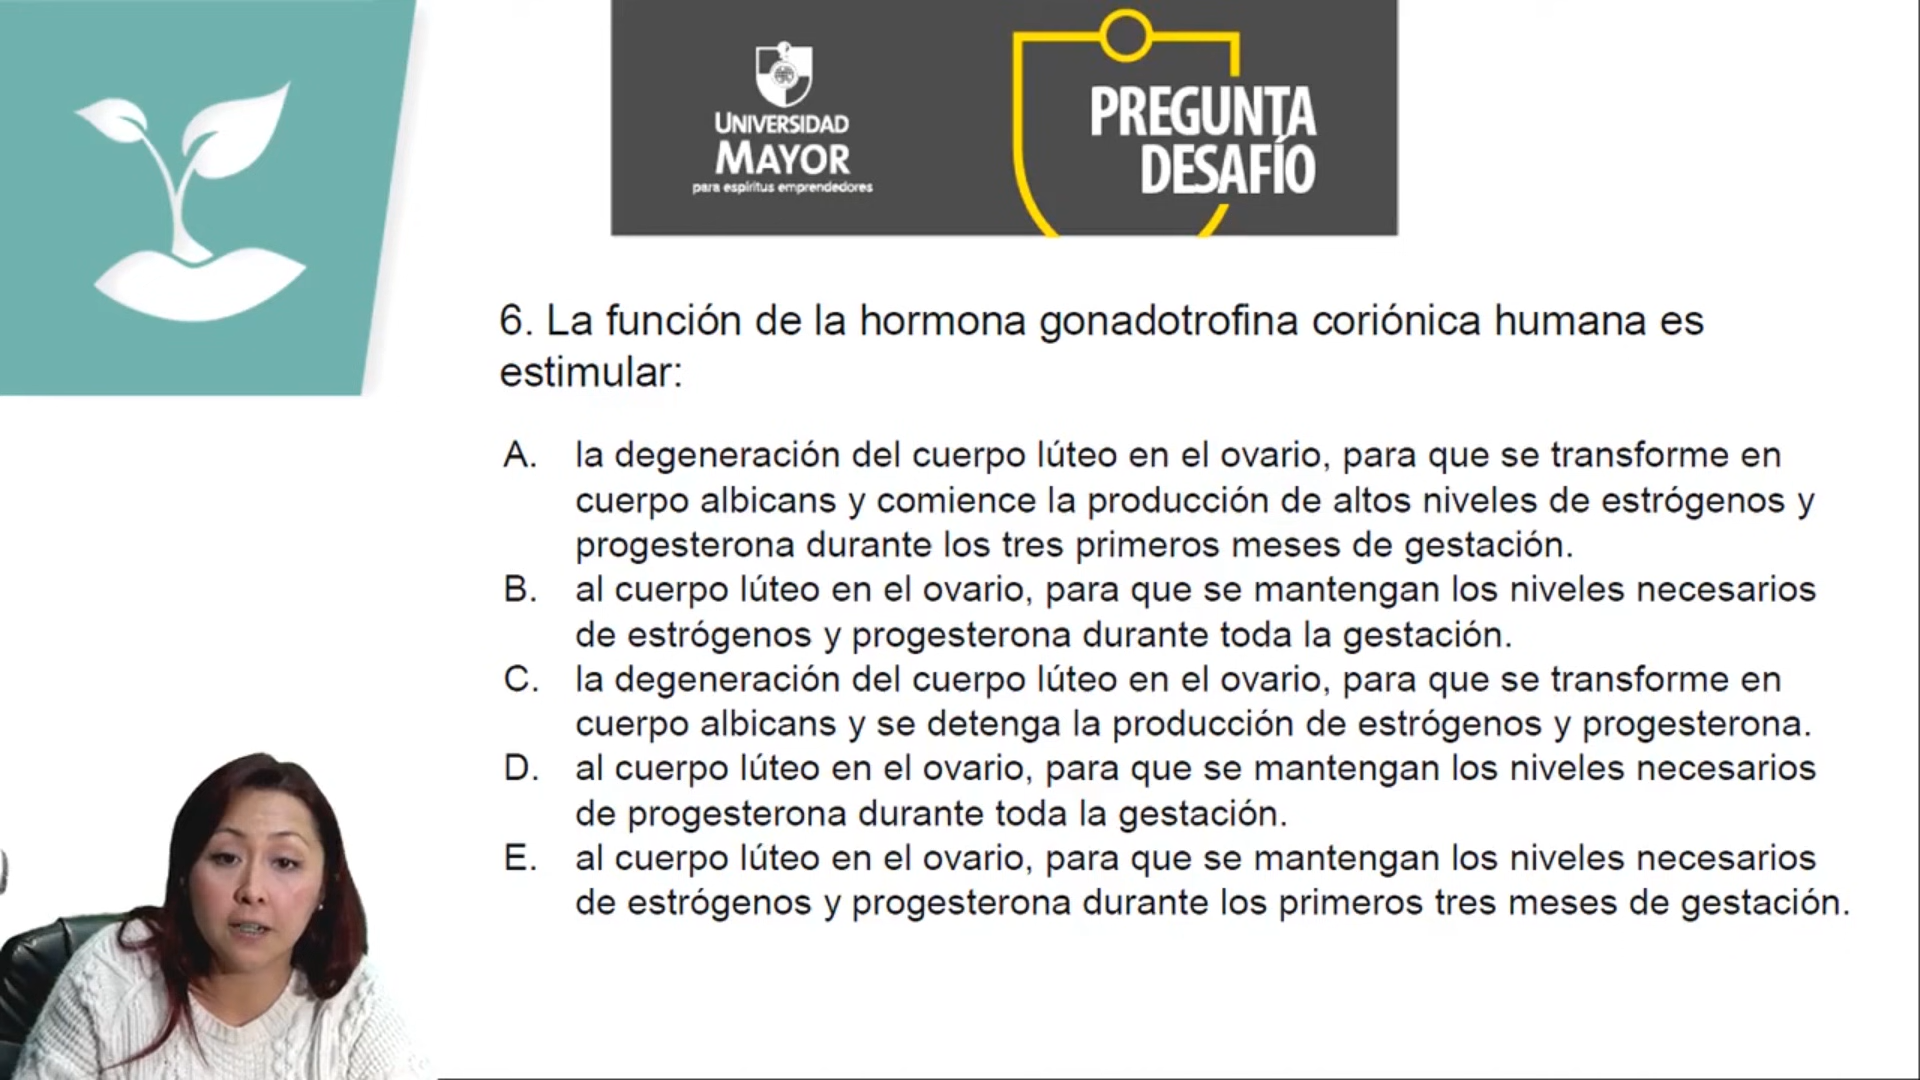 UNIVERSIDAD
MAYOR
para espíritus emprendedores
PREGUNTA
DESAFÍO
6. La función de la hormona gonadotrofina coriónica humana es
estimular:
A. la degeneración del cuerpo lúteo en el ovario, para que se transforme en
cuerpo albicans y comience la producción de altos niveles de estrógenos y
progesterona durante los tres primeros meses de gestación.
B. al cuerpo lúteo en el ovario, para que se mantengan los niveles necesarios
de estrógenos y progesterona durante toda la gestación.
C. la degeneración del cuerpo lúteo en el ovario, para que se transforme en
cuerpo albicans y se detenga la producción de estrógenos y progesterona.
D. al cuerpo lúteo en el ovario, para que se mantengan los niveles necesarios
de progesterona durante toda la gestación.
E. al cuerpo lúteo en el ovario, para que se mantengan los niveles necesarios
de estrógenos y progesterona durante los primeros tres meses de gestación.